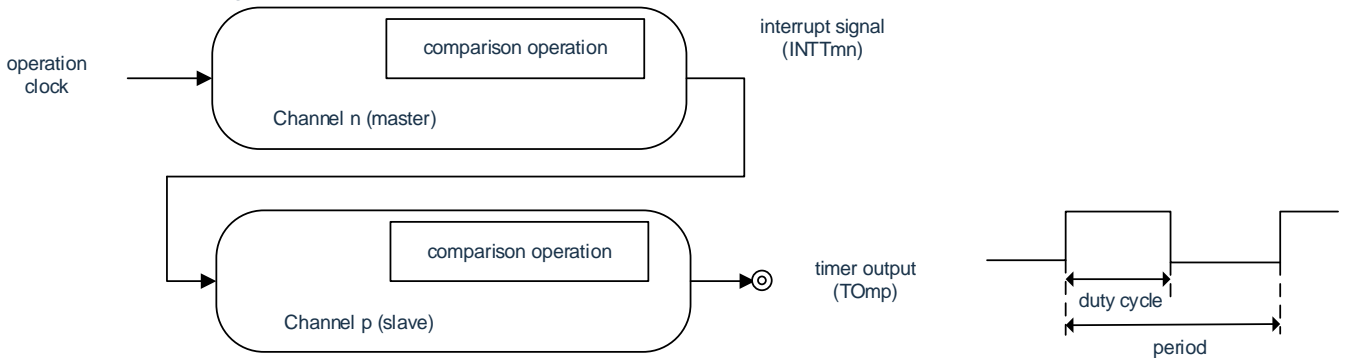 comparison operation
interrupt signal
(INTTmn)
operation
clock
Channel n (master)
comparison operation
timer output
(TOmp)
Channel p (slave)
duty cycle
period